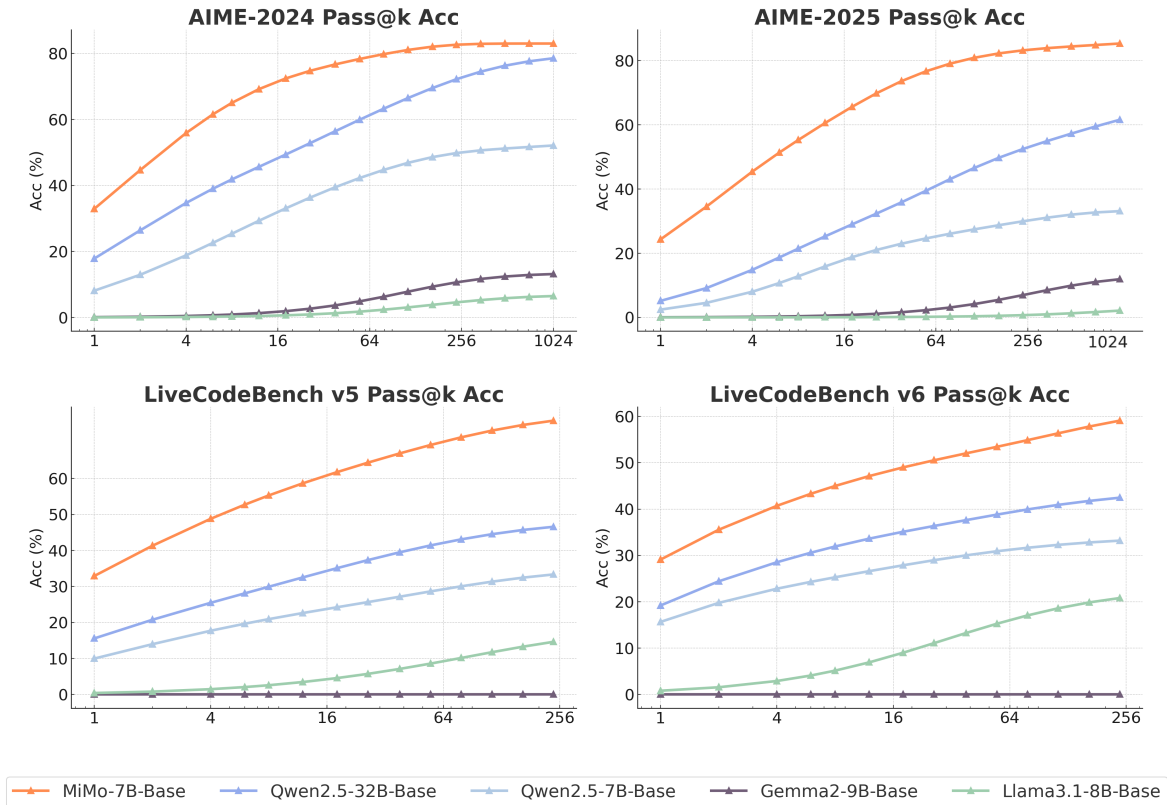 AIME-2024 Pass@k Acc
Acc (%)
80
60
40
20
0
1 4 16 64 256 1024
AIME-2025 Pass@k Acc
Acc (%)
80
60
40
20
0
1 4 16 64 256 1024
LiveCodeBench v5 Pass@k Acc
Acc (%)
60
50
40
30
20
10
0
1 4 16 64 256
LiveCodeBench v6 Pass@k Acc
Acc (%)
60
50
40
30
20
10
0
1 4 16 64 256
MiMo-7B-Base Qwen2.5-32B-Base Qwen2.5-7B-Base Gemma2-9B-Base Llama3.1-8B-Base